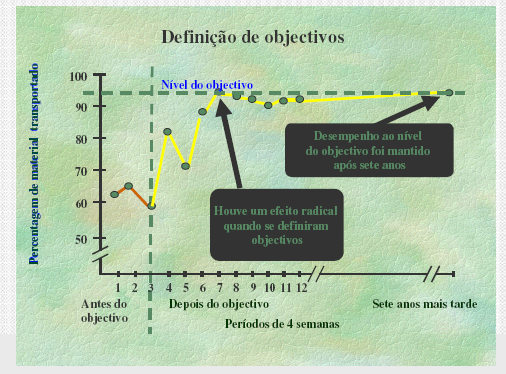 Definição de objectivos
Percentagem de material transportado
Nível do objectivo
100
90
80
70
60
50
Desempenho ao nível
do objectivo foi mantido
após sete anos
Houve um efeito radical
quando se definiram
objectivos
1 2 3 4 5 6 7 8 9 10 11 12
Antes do
objectivo
Depois do objectivo
Sete anos mais tarde
Períodos de 4 semanas